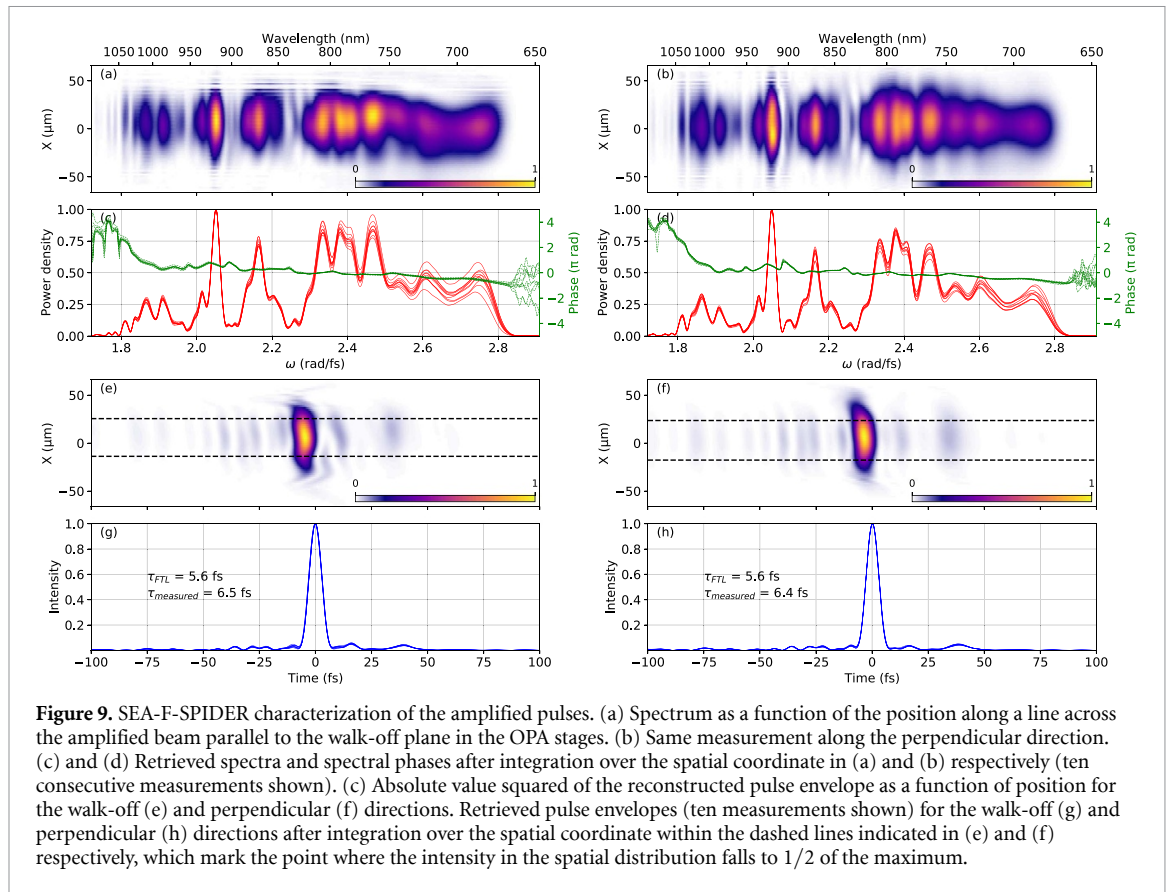 Wavelength (nm)
1050 1000 950 900 850 800 750 700 650
(a)
X (μm)
50
0
−50
0 1
Wavelength (nm)
1050 1000 950 900 850 800 750 700 650
(b)
X (μm)
50
0
−50
0 1
(c)
Power density
1.00
0.75
0.50
0.25
0.00
4
2
0
−2
−4
Phase (π rad)
1.8 2.0 2.2 2.4 2.6 2.8
ω (rad/fs)
(d)
Power density
1.00
0.75
0.50
0.25
0.00
4
2
0
−2
−4
Phase (π rad)
1.8 2.0 2.2 2.4 2.6 2.8
ω (rad/fs)
(e)
X (μm)
50
0
−50
0 1
(f)
X (μm)
50
0
−50
0 1
(g)
Intensity
1.0
0.8
0.6
0.4
0.2
τFTL = 5.6 fs
τmeasured = 6.5 fs
−100 −75 −50 −25 0 25 50 75 100
Time (fs)
(h)
Intensity
1.0
0.8
0.6
0.4
0.2
τFTL = 5.6 fs
τmeasured = 6.4 fs
−100 −75 −50 −25 0 25 50 75 100
Time (fs)
Figure 9. SEA-F-SPIDER characterization of the amplified pulses. (a) Spectrum as a function of the position along a line across
the amplified beam parallel to the walk-off plane in the OPA stages. (b) Same measurement along the perpendicular direction.
(c) and (d) Retrieved spectra and spectral phases after integration over the spatial coordinate in (a) and (b) respectively (ten
consecutive measurements shown). (c) Absolute value squared of the reconstructed pulse envelope as a function of position for
the walk-off (e) and perpendicular (f) directions. Retrieved pulse envelopes (ten measurements shown) for the walk-off (g) and
perpendicular (h) directions after integration over the spatial coordinate within the dashed lines indicated in (e) and (f)
respectively, which mark the point where the intensity in the spatial distribution falls to 1/2 of the maximum.